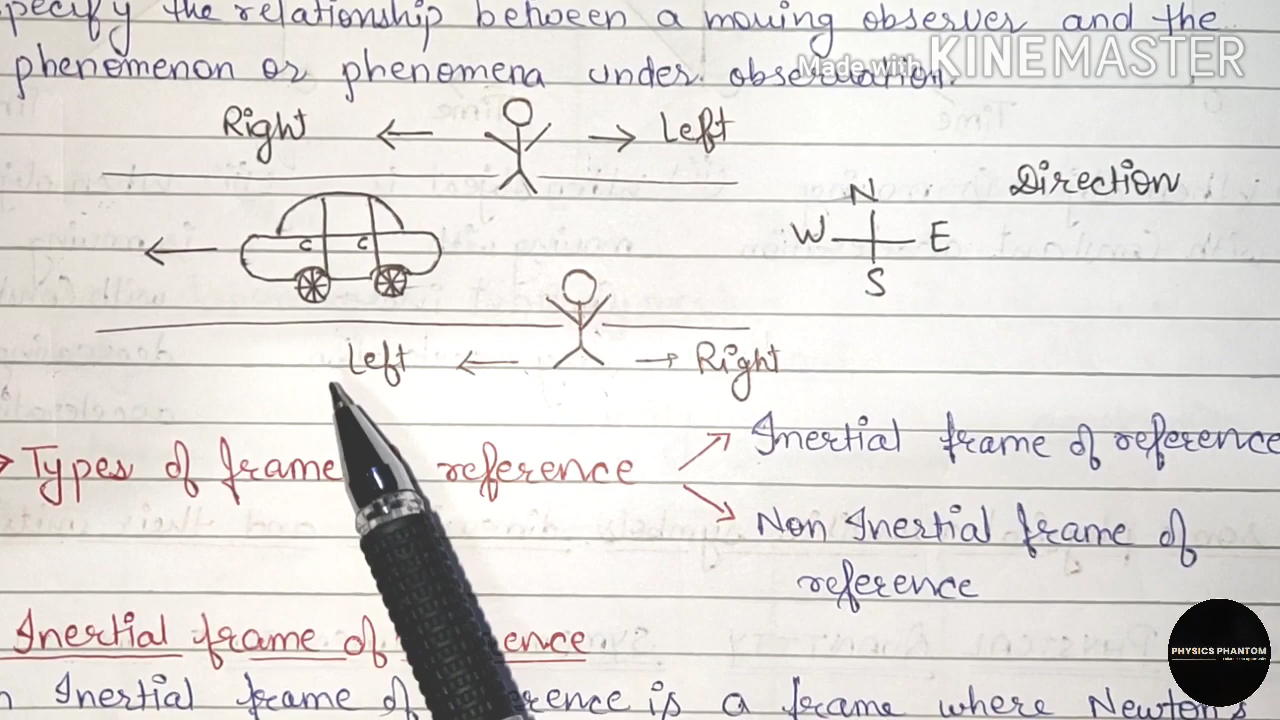 specify the relationship between a moving observer and the
phenomenon or phenomena under observation.
Made with KINEMASTER
Right ← → Left
Direction
N
W E
S
C C
←
Left ← → Right
Types of frame reference
Inertial frame of reference
Non Inertial frame of
reference
Inertial frame of ence
Inertial frame of erence is a frame where Newton's
PHYSICS PHANTOM